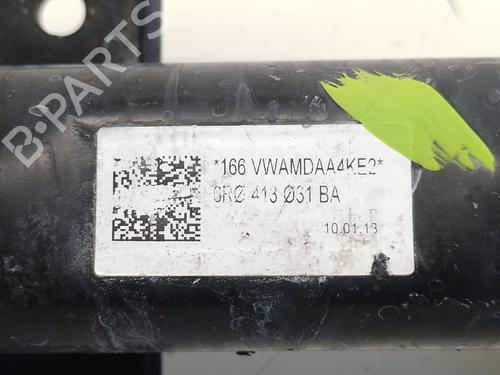 B-PARTS
*166 VWAMDAA4KE2*
6RØ 413 Ø31 BA
10.01.13